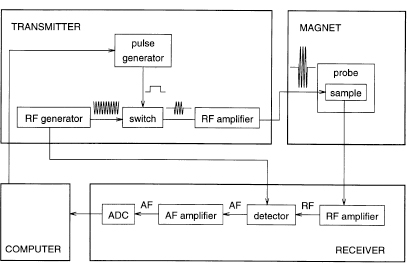 TRANSMITTER
MAGNET
pulse
generator
probe
sample
RF generator
switch
RF amplifier
AF
AF
RF
ADC
AF amplifier
detector
RF amplifier
COMPUTER
RECEIVER